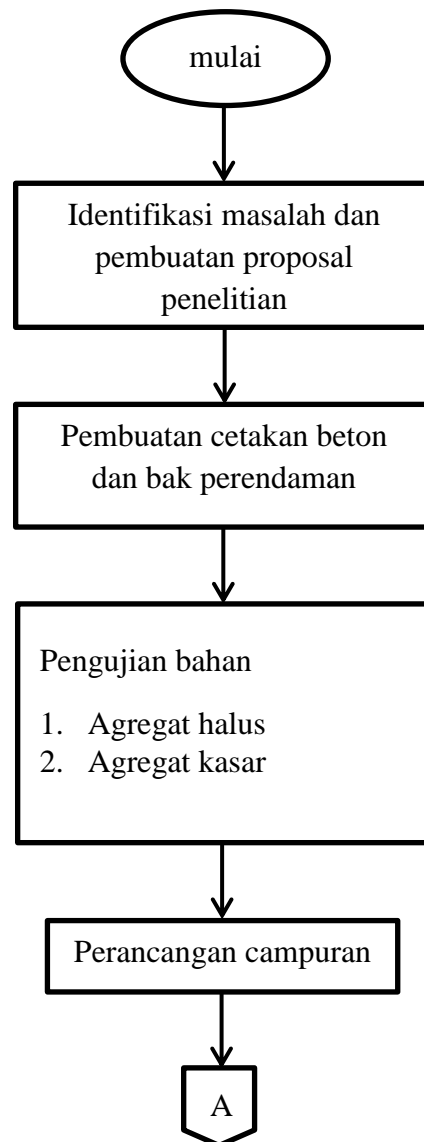 mulai
Identifikasi masalah dan
pembuatan proposal
penelitian
Pembuatan cetakan beton
dan bak perendaman
Pengujian bahan
1. Agregat halus
2. Agregat kasar
Perancangan campuran
A